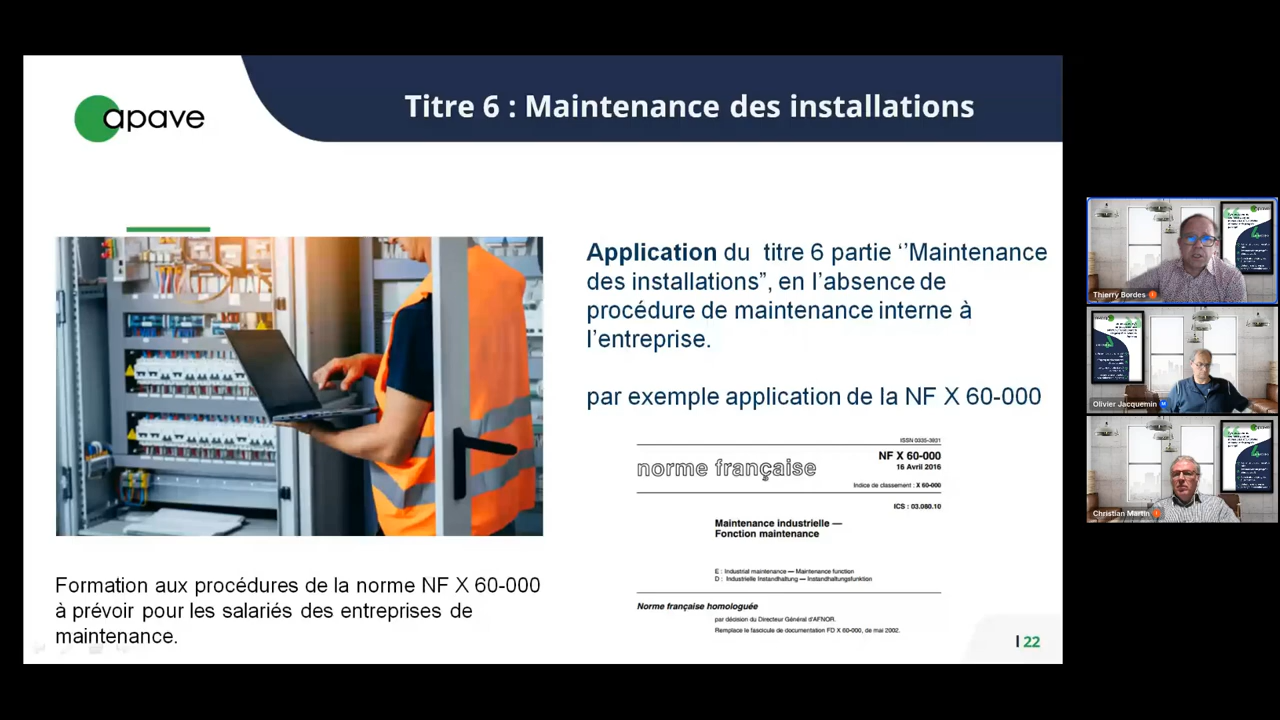 apave
Titre 6 : Maintenance des installations
Application du titre 6 partie ‘’Maintenance
des installations”, en l’absence de
procédure de maintenance interne à
l’entreprise.
par exemple application de la NF X 60-000
ISSN 0335-3931
norme française
NF X 60-000
16 Avril 2016
Indice de classement : X 60-000
ICS : 03.080.10
Maintenance industrielle —
Fonction maintenance
E : Industrial maintenance — Maintenance function
D : Industrielle Instandhaltung — Instandhaltungsfunktion
Norme française homologuée
par décision du Directeur Général d'AFNOR.
Remplace le fascicule de documentation FD X 60-000, de mai 2002.
Formation aux procédures de la norme NF X 60-000
à prévoir pour les salariés des entreprises de
maintenance.
22
Thierry Bordes
Olivier Jacquemin
Christian Martin